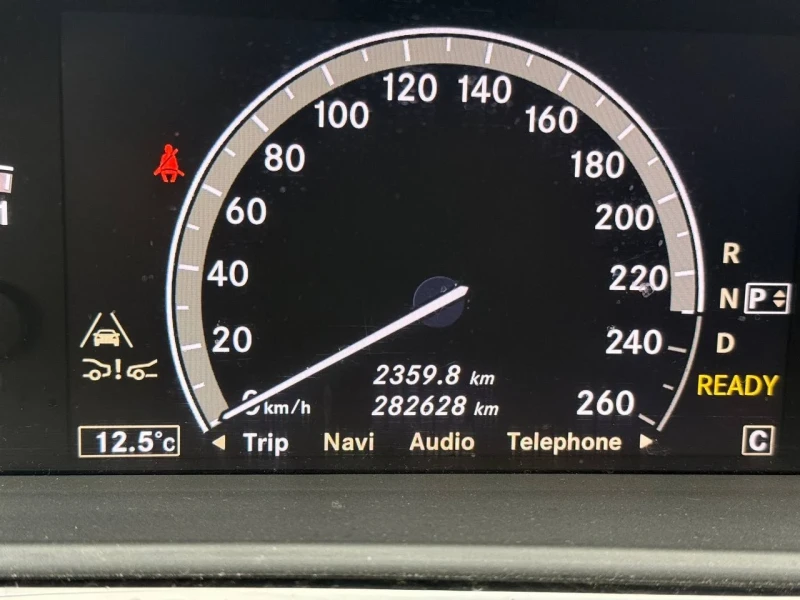 120 140
100 160
80 180
60 200
40 220
20 240
0 km/h 260
R
N P
D
READY
2359.8 km
282628 km
12.5°C
Trip Navi Audio Telephone
C
1